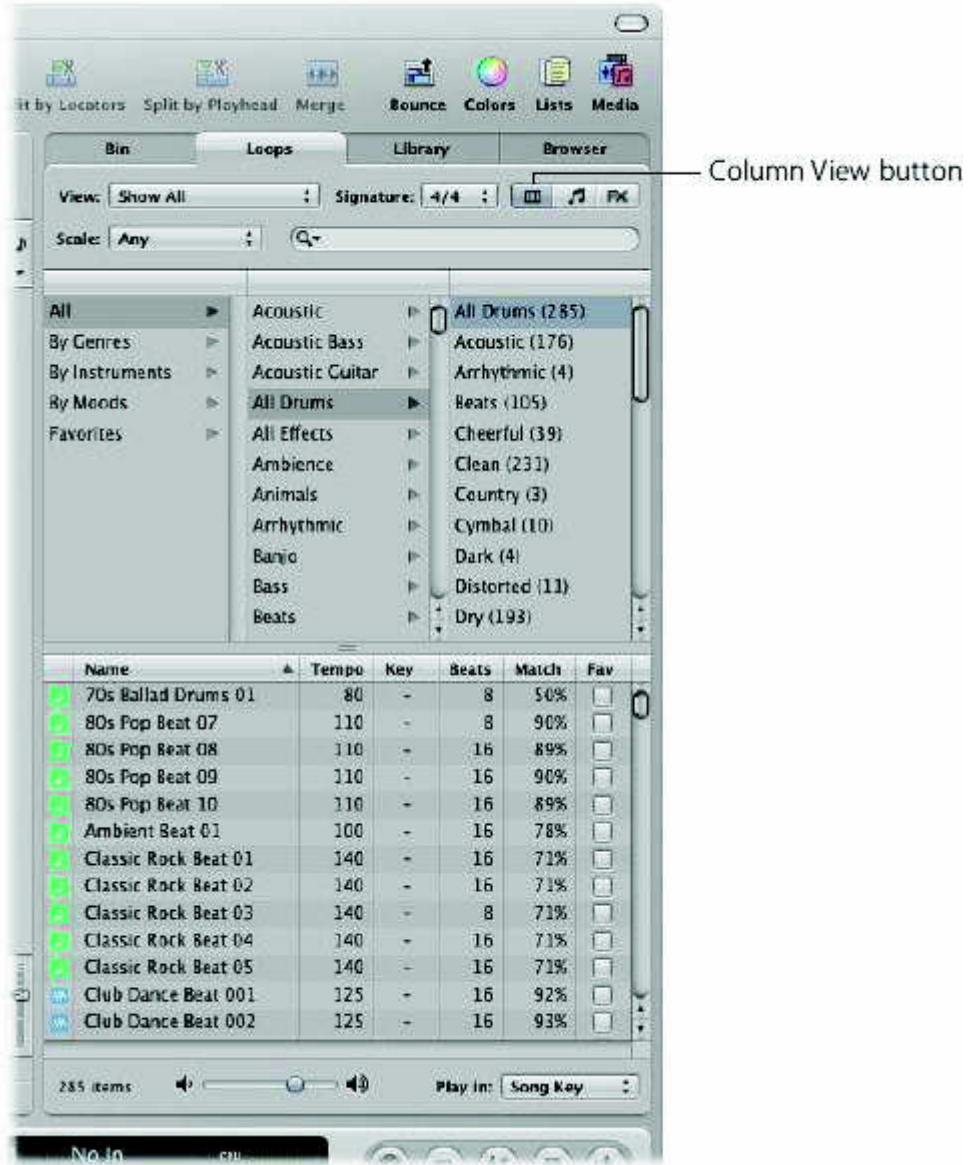 it by Locators Split by Playhead Merge Bounce Colors Lists Media
Bin Loops Library Browser
Column View button
View: Show All Signature: 4/4 FX
Scale: Any
All
By Genres
By Instruments
By Moods
Favorites
Acoustic
Acoustic Bass
Acoustic Guitar
All Drums
All Effects
Ambience
Animals
Arrhythmic
Banjo
Bass
Beats
All Drums (285)
Acoustic (176)
Arrhythmic (4)
Beats (105)
Cheerful (39)
Clean (231)
Country (3)
Cymbal (10)
Dark (4)
Distorted (11)
Dry (193)
Name Tempo Key Beats Match Fav
70s Ballad Drums 01 80 - 8 50%
80s Pop Beat 07 110 - 8 90%
80s Pop Beat 08 110 - 16 89%
80s Pop Beat 09 110 - 16 90%
80s Pop Beat 10 110 - 16 89%
Ambient Beat 01 100 - 16 78%
Classic Rock Beat 01 140 - 16 71%
Classic Rock Beat 02 140 - 16 71%
Classic Rock Beat 03 140 - 8 71%
Classic Rock Beat 04 140 - 16 71%
Classic Rock Beat 05 140 - 16 71%
Club Dance Beat 001 125 - 16 92%
Club Dance Beat 002 125 - 16 93%
285 items Play in: Song Key
No In CPU